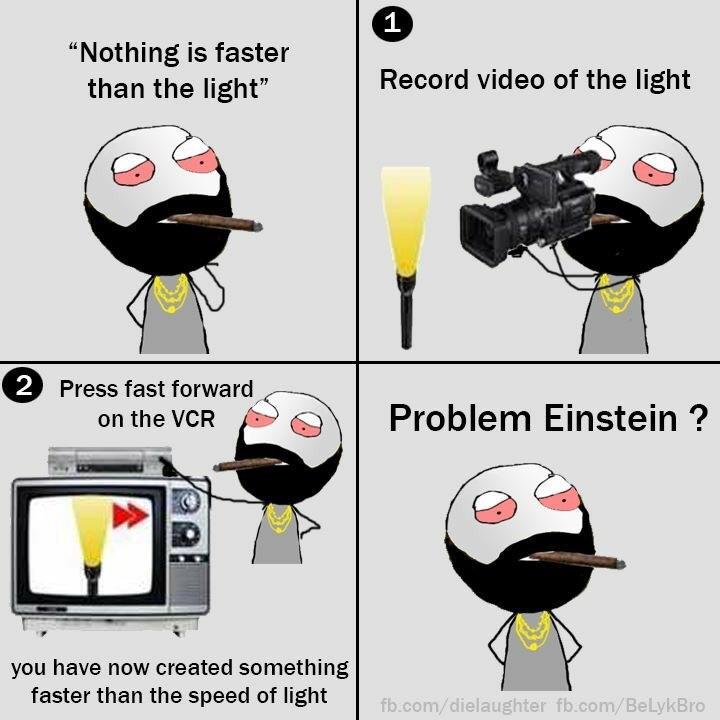 “Nothing is faster
than the light”
1
Record video of the light
2
Press fast forward
on the VCR
you have now created something
faster than the speed of light
Problem Einstein ?
fb.com/dielaughter fb.com/BeLykBro